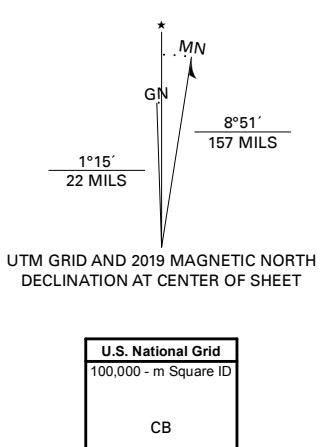 ★
MN
GN
8°51´
157 MILS
1°15´
22 MILS
UTM GRID AND 2019 MAGNETIC NORTH
DECLINATION AT CENTER OF SHEET
U.S. National Grid
100,000 - m Square ID
CB